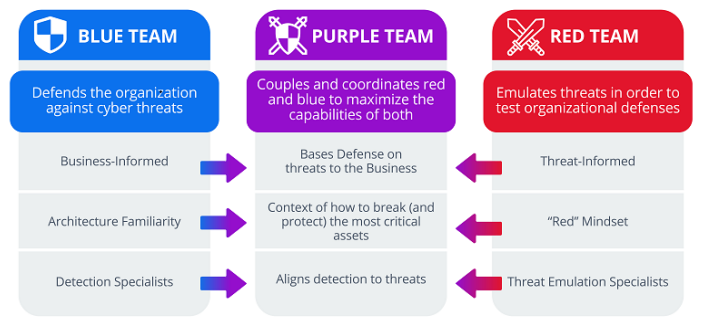 BLUE TEAM
Defends the organization
against cyber threats
Business-Informed
Architecture Familiarity
Detection Specialists
PURPLE TEAM
Couples and coordinates red
and blue to maximize the
capabilities of both
Bases Defense on
threats to the Business
Context of how to break (and
protect) the most critical
assets
Aligns detection to threats
RED TEAM
Emulates threats in order to
test organizational defenses
Threat-Informed
“Red” Mindset
Threat Emulation Specialists